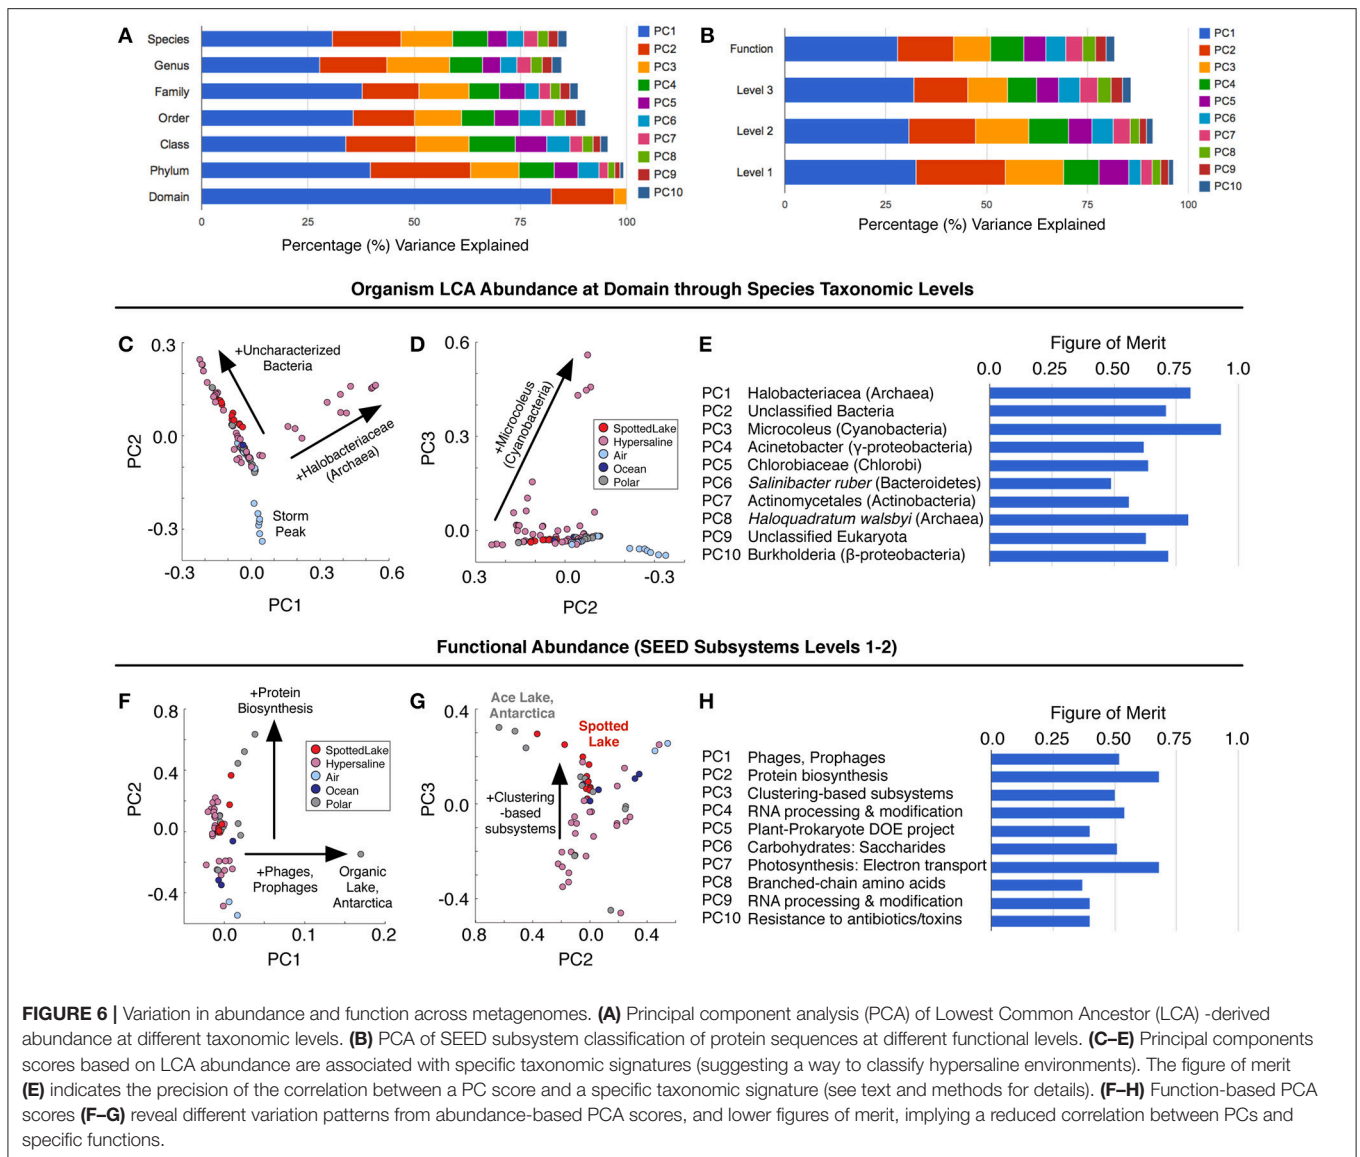 A
Species
Genus
Family
Order
Class
Phylum
Domain
0
25
50
75
100
Percentage (%) Variance Explained
PC1
PC2
PC3
PC4
PC5
PC6
PC7
PC8
PC9
PC10
B
Function
Level 3
Level 2
Level 1
0
25
50
75
100
Percentage (%) Variance Explained
PC1
PC2
PC3
PC4
PC5
PC6
PC7
PC8
PC9
PC10
Organism LCA Abundance at Domain through Species Taxonomic Levels
C
0.3
0.0
-0.3
PC2
+Uncharacterized
Bacteria
+Halobacteriaceae
(Archaea)
Storm
Peak
-0.3
0.0
0.3
0.6
PC1
D
0.6
0.3
0.0
PC3
+Microcoleus
(Cyanobacteria)
SpottedLake
Hypersaline
Air
Ocean
Polar
0.3
0.0
-0.3
PC2
E
Figure of Merit
0.0
0.25
0.50
0.75
1.0
PC1 Halobacteriacea (Archaea)
PC2 Unclassified Bacteria
PC3 Microcoleus (Cyanobacteria)
PC4 Acinetobacter (γ-proteobacteria)
PC5 Chlorobiaceae (Chlorobi)
PC6 Salinibacter ruber (Bacteroidetes)
PC7 Actinomycetales (Actinobacteria)
PC8 Haloquadratum walsbyi (Archaea)
PC9 Unclassified Eukaryota
PC10 Burkholderia (β-proteobacteria)
Functional Abundance (SEED Subsystems Levels 1-2)
F
0.8
0.4
0.0
-0.4
PC2
+Protein
Biosynthesis
SpottedLake
Hypersaline
Air
Ocean
Polar
+Phages,
Prophages
Organic
Lake,
Antarctica
0.0
0.1
0.2
PC1
G
0.4
0.0
-0.4
PC3
Ace Lake,
Antarctica
Spotted
Lake
+Clustering
-based
subsystems
0.8
0.4
0.0
0.4
PC2
H
Figure of Merit
0.0
0.25
0.50
0.75
1.0
PC1 Phages, Prophages
PC2 Protein biosynthesis
PC3 Clustering-based subsystems
PC4 RNA processing & modification
PC5 Plant-Prokaryote DOE project
PC6 Carbohydrates: Saccharides
PC7 Photosynthesis: Electron transport
PC8 Branched-chain amino acids
PC9 RNA processing & modification
PC10 Resistance to antibiotics/toxins
FIGURE 6 | Variation in abundance and function across metagenomes. (A) Principal component analysis (PCA) of Lowest Common Ancestor (LCA) -derived
abundance at different taxonomic levels. (B) PCA of SEED subsystem classification of protein sequences at different functional levels. (C–E) Principal components
scores based on LCA abundance are associated with specific taxonomic signatures (suggesting a way to classify hypersaline environments). The figure of merit
(E) indicates the precision of the correlation between a PC score and a specific taxonomic signature (see text and methods for details). (F–H) Function-based PCA
scores (F–G) reveal different variation patterns from abundance-based PCA scores, and lower figures of merit, implying a reduced correlation between PCs and
specific functions.